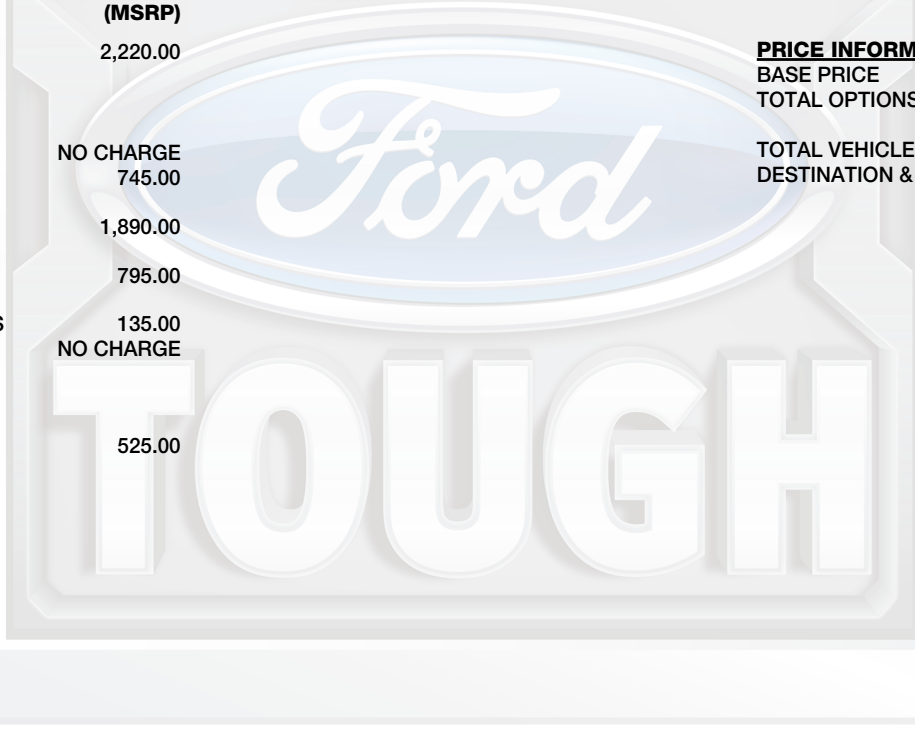 (MSRP)
2,220.00
NO CHARGE
745.00
1,890.00
795.00
S 135.00
NO CHARGE
525.00
PRICE INFORM
BASE PRICE
TOTAL OPTIONS
TOTAL VEHICLE
DESTINATION &
Ford
TOUGH